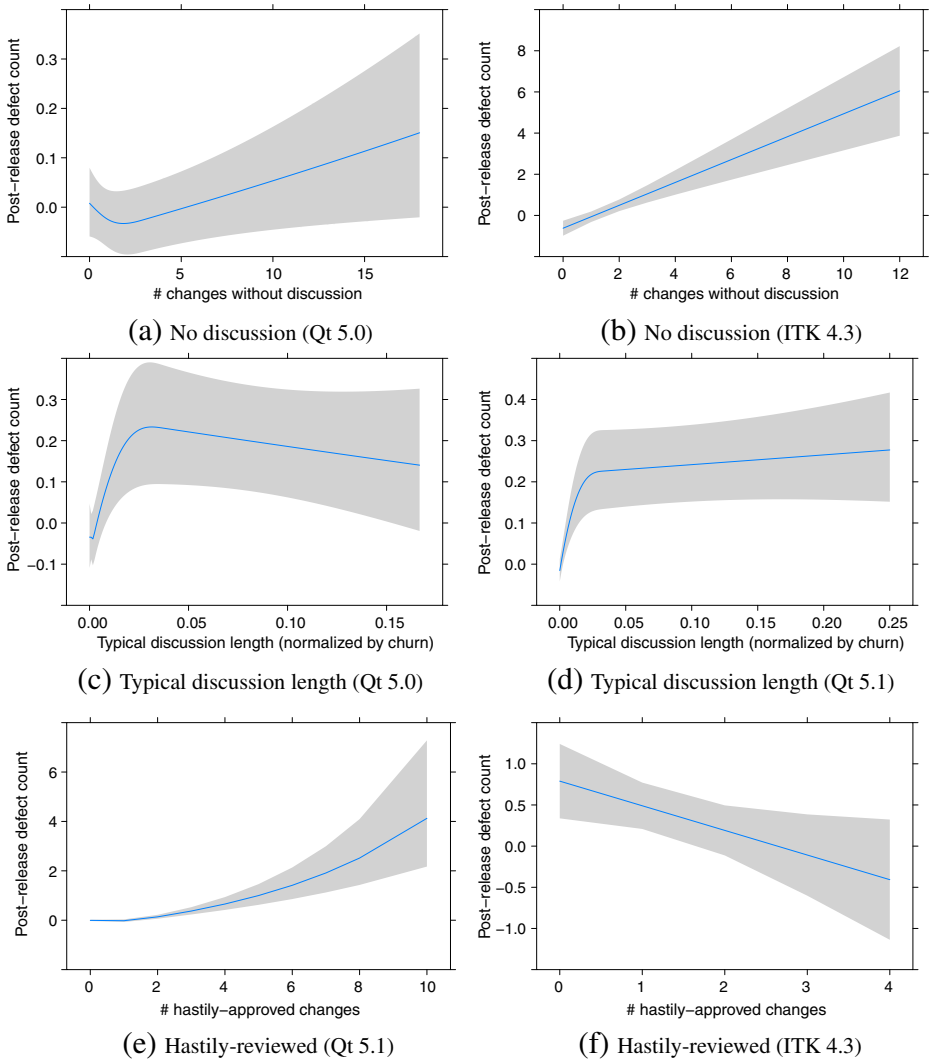 Post-release defect count
0.3
0.2
0.1
0.0
0 5 10 15
# changes without discussion
(a) No discussion (Qt 5.0)
Post-release defect count
8
6
4
2
0
0 2 4 6 8 10 12
# changes without discussion
(b) No discussion (ITK 4.3)
Post-release defect count
0.3
0.2
0.1
0.0
−0.1
0.00 0.05 0.10 0.15
Typical discussion length (normalized by churn)
(c) Typical discussion length (Qt 5.0)
Post-release defect count
0.4
0.3
0.2
0.1
0.0
0.00 0.05 0.10 0.15 0.20 0.25
Typical discussion length (normalized by churn)
(d) Typical discussion length (Qt 5.1)
Post-release defect count
6
4
2
0
0 2 4 6 8 10
# hastily-approved changes
(e) Hastily-reviewed (Qt 5.1)
Post-release defect count
1.0
0.5
0.0
−0.5
−1.0
0 1 2 3 4
# hastily-approved changes
(f) Hastily-reviewed (ITK 4.3)